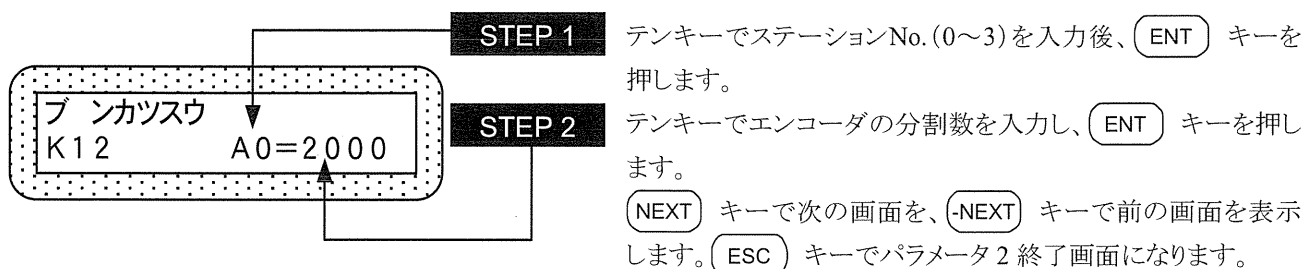 STEP 1
テンキーでステーションNo.(0～3)を入力後、 ENT キーを
押します。
ブ ンカツスウ
K12 A0=2000
STEP 2
テンキーでエンコーダの分割数を入力し、 ENT キーを押し
ます。
NEXT キーで次の画面を、 -NEXT キーで前の画面を表示
します。 ESC キーでパラメータ2終了画面になります。